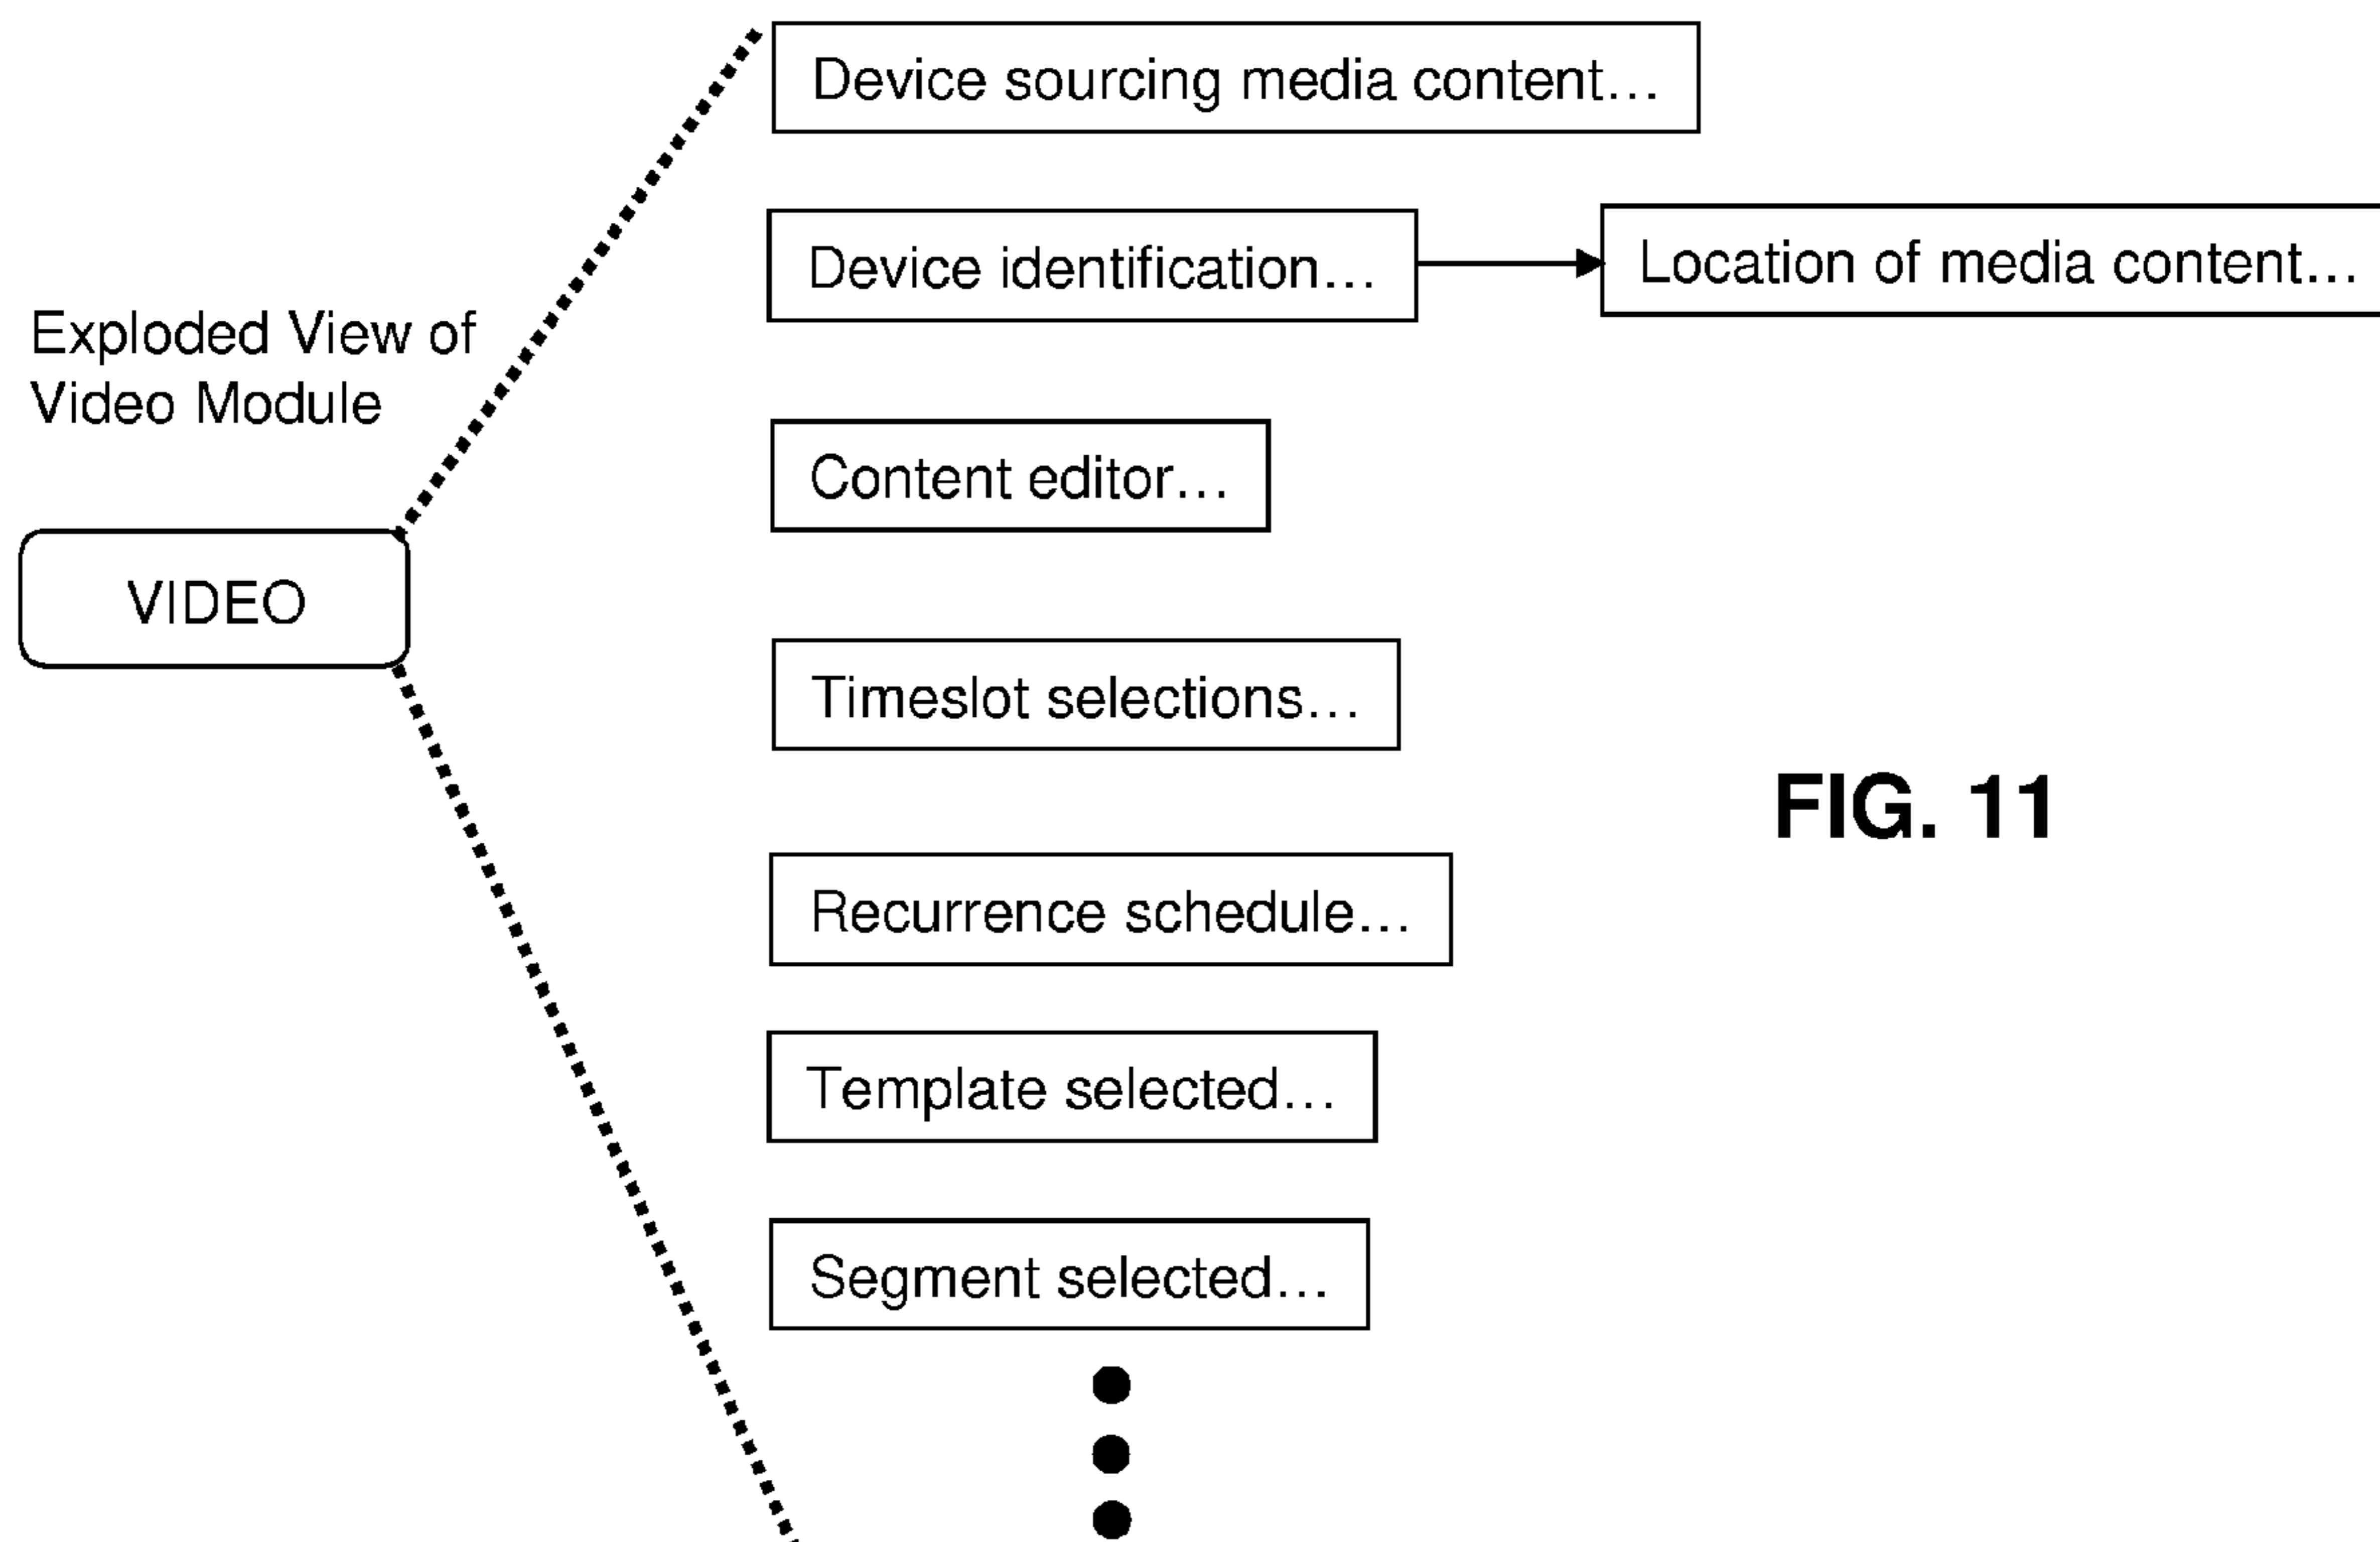 Device sourcing media content...
Device identification...
Location of media content...
Exploded View of
Video Module
Content editor...
VIDEO
Timeslot selections...
FIG. 11
Recurrence schedule...
Template selected...
Segment selected...